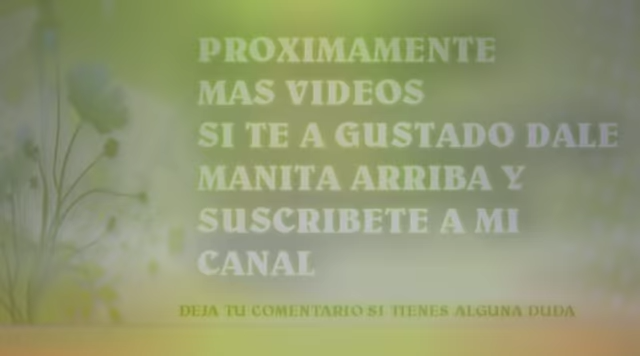 PROXIMAMENTE
MAS VIDEOS
SI TE A GUSTADO DALE
MANITA ARRIBA Y
SUSCRIBETE A MI
CANAL
DEJA TU COMENTARIO SI TIENES ALGUNA DUDA